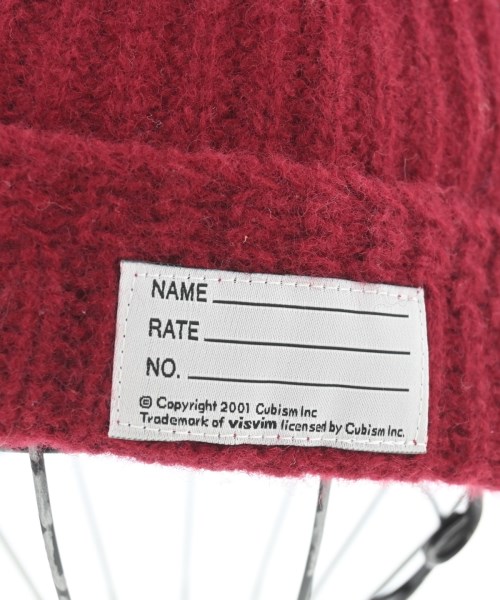 NAME
RATE
NO.
© Copyright 2001 Cubism Inc
Trademark of visvim licensed by Cubism Inc.